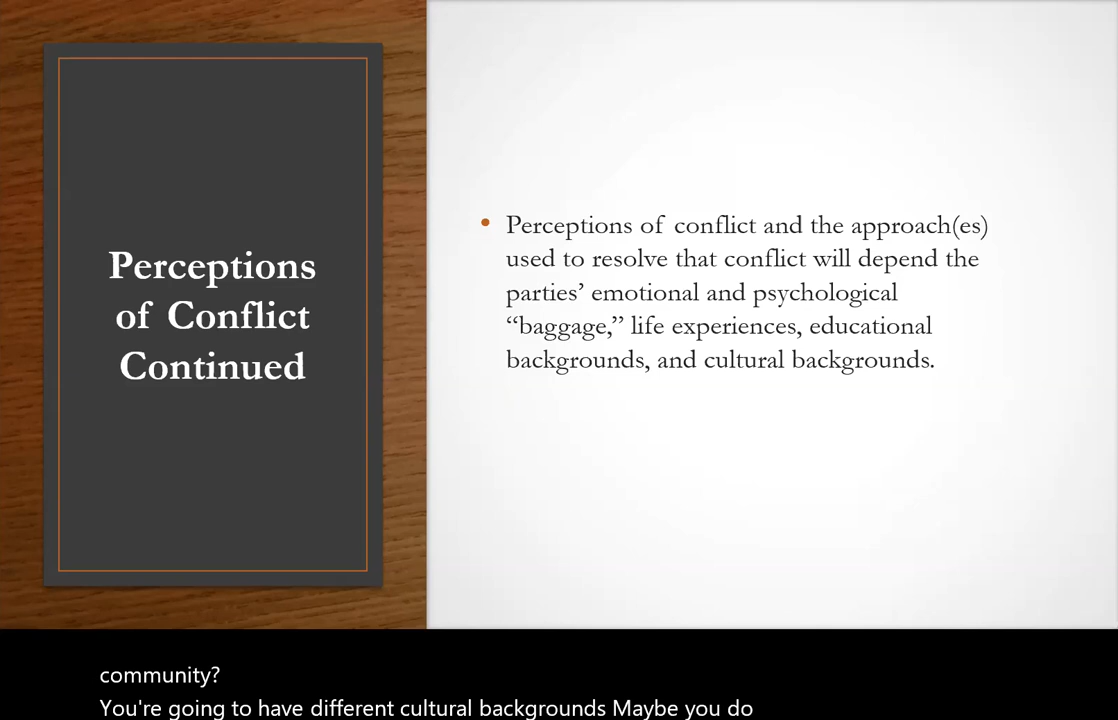 Perceptions
of Conflict
Continued
• Perceptions of conflict and the approach(es)
used to resolve that conflict will depend the
parties’ emotional and psychological
“baggage,” life experiences, educational
backgrounds, and cultural backgrounds.
community?
You're going to have different cultural backgrounds Maybe you do